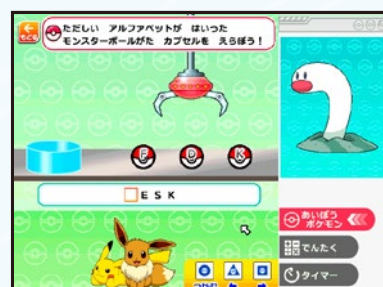 もどる
ただしい アルファベットが はいった
モンスターボールがた カプセルを えらぼう!
F D K
ESK
あいぼう
ポケモン
でんたく
タイマー